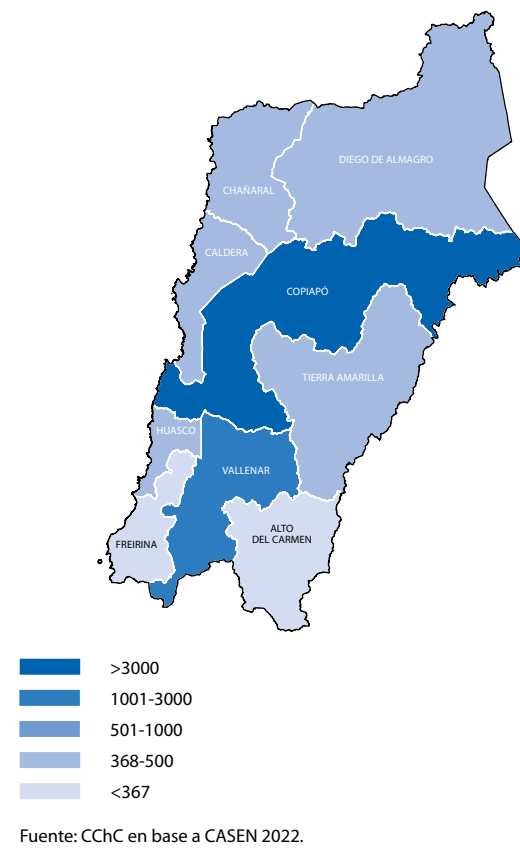 DIEGO DE ALMAGRO
CHAÑARAL
CALDERA
COPIAPÓ
TIERRA AMARILLA
HUASCO
VALLENAR
ALTO
DEL CARMEN
FREIRINA
>3000
1001-3000
501-1000
368-500
<367
Fuente: CChC en base a CASEN 2022.